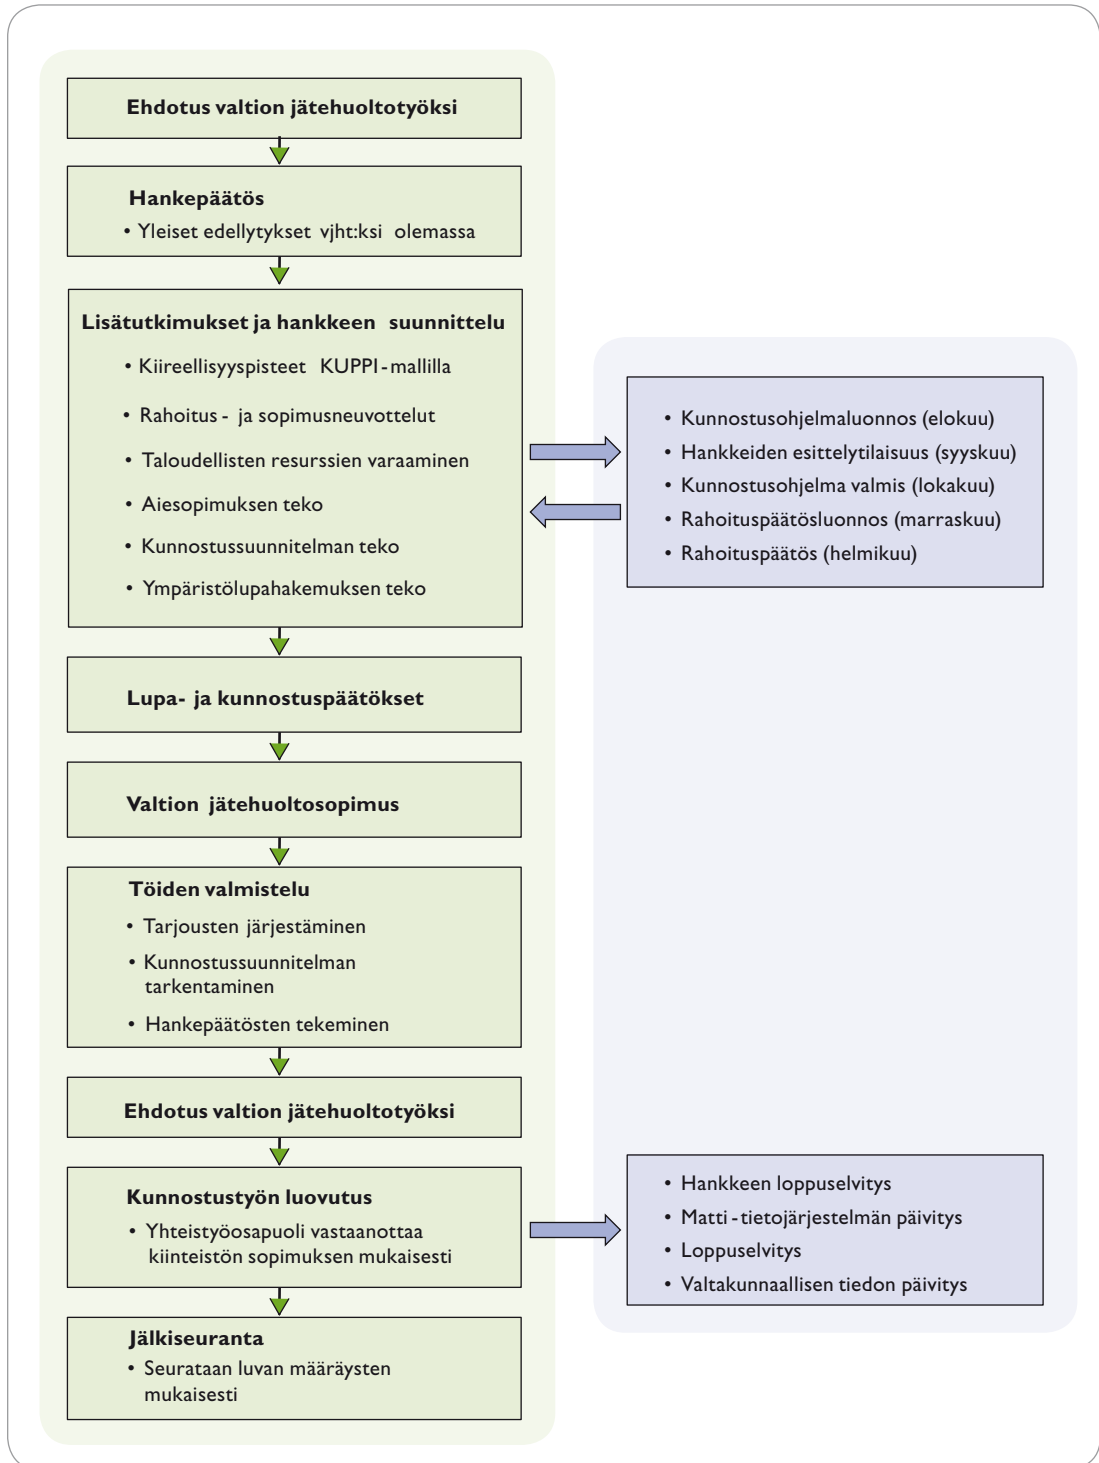 Ehdotus valtion jätehuoltotyöksi
Hankepäätös
• Yleiset edellytykset vjht:ksi olemassa
Lisätutkimukset ja hankkeen suunnittelu
• Kiireellisyyspisteet KUPPI-mallilla
• Rahoitus- ja sopimusneuvottelut
• Taloudellisten resurssien varaaminen
• Aiesopimuksen teko
• Kunnostussuunnitelman teko
• Ympäristölupahakemuksen teko
• Kunnostusohjelmaluonnos (elokuu)
• Hankkeiden esittelytilaisuus (syyskuu)
• Kunnostusohjelma valmis (lokakuu)
• Rahoituspäätösluonnos (marraskuu)
• Rahoituspäätös (helmikuu)
Lupa- ja kunnostuspäätökset
Valtion jätehuoltosopimus
Töiden valmistelu
• Tarjousten järjestäminen
• Kunnostussuunnitelman
tarkentaminen
• Hankepäätösten tekeminen
Ehdotus valtion jätehuoltotyöksi
Kunnostustyön luovutus
• Yhteistyöosapuoli vastaanottaa
kiinteistön sopimuksen mukaisesti
• Hankkeen loppuselvitys
• Matti-tietojärjestelmän päivitys
• Loppuselvitys
• Valtakunnaallisen tiedon päivitys
Jälkiseuranta
• Seurataan luvan määräysten
mukaisesti